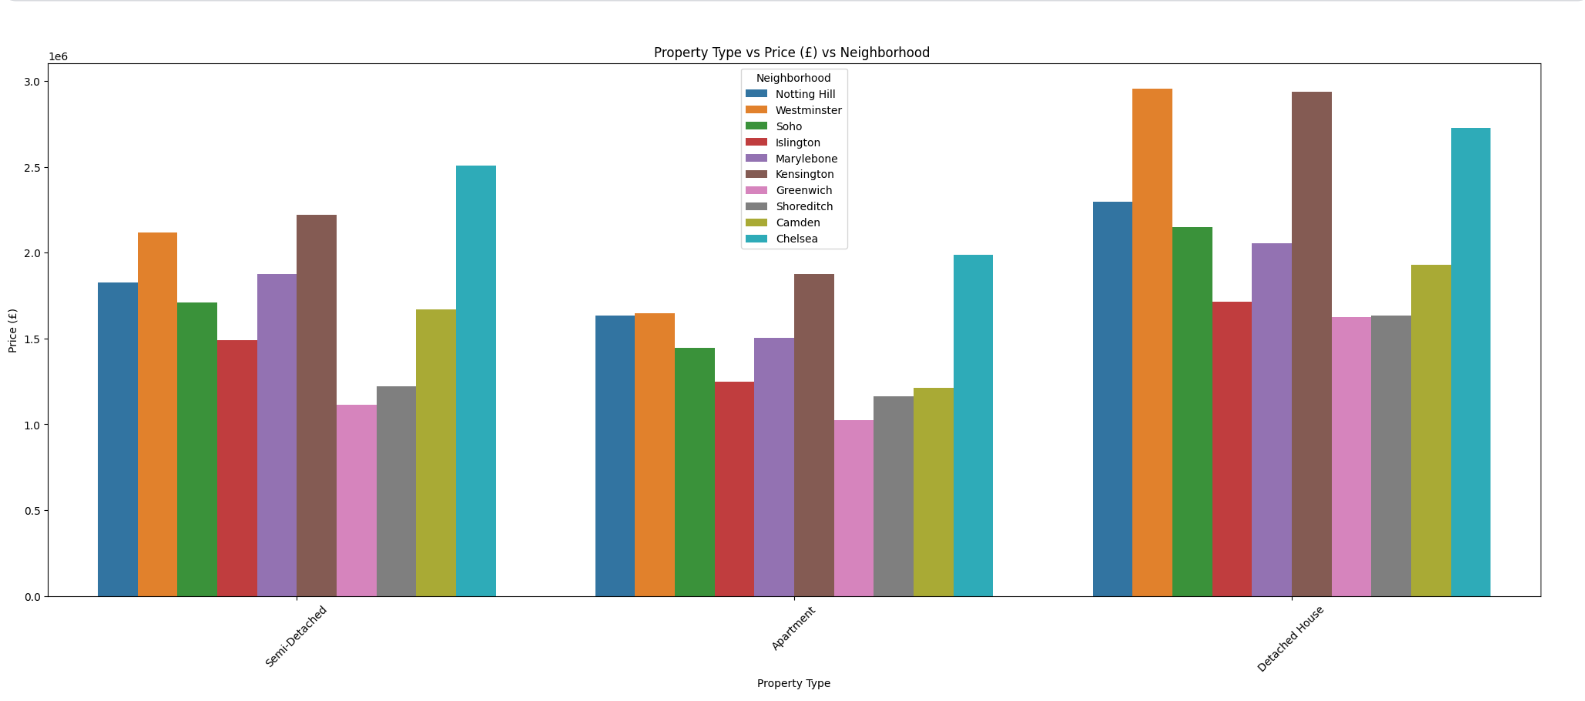 Property Type vs Price (£) vs Neighborhood
1e6
3.0
2.5
2.0
1.5
1.0
0.5
0.0
Price (£)
Neighborhood
Notting Hill
Westminster
Soho
Islington
Marylebone
Kensington
Greenwich
Shoreditch
Camden
Chelsea
Semi-Detached
Apartment
Detached House
Property Type